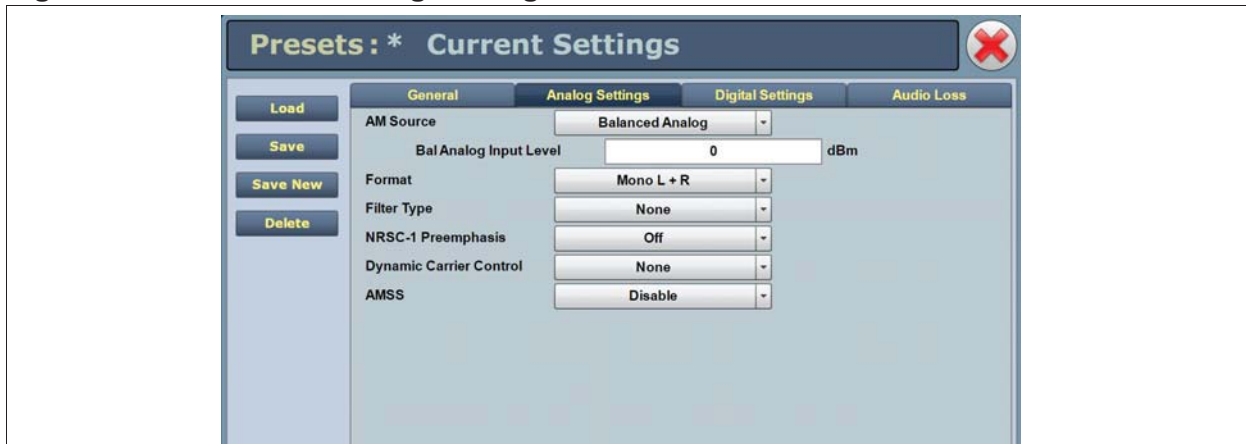 Presets: * Current Settings
Load
Save
Save New
Delete
General Analog Settings Digital Settings Audio Loss
AM Source Balanced Analog
Bal Analog Input Level 0 dBm
Format Mono L + R
Filter Type None
NRSC-1 Preemphasis Off
Dynamic Carrier Control None
AMSS Disable